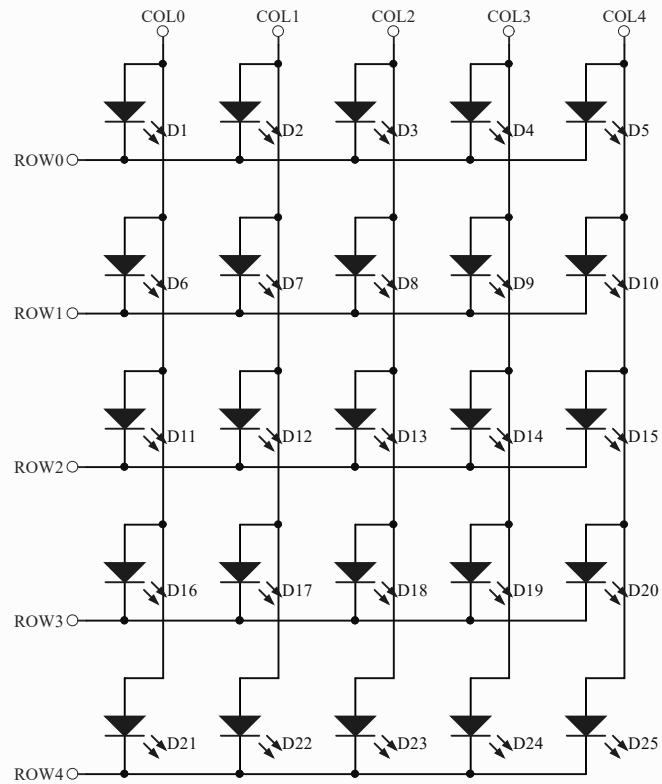 COL0 COL1 COL2 COL3 COL4
D1 D2 D3 D4 D5
ROW0
D6 D7 D8 D9 D10
ROW1
D11 D12 D13 D14 D15
ROW2
D16 D17 D18 D19 D20
ROW3
D21 D22 D23 D24 D25
ROW4